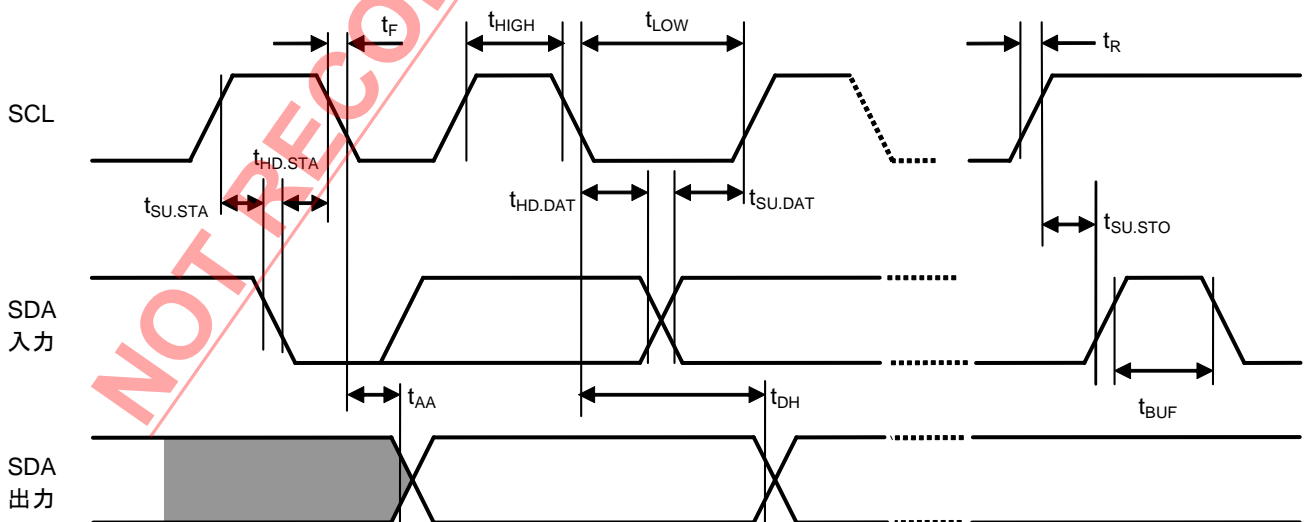 tF
tHIGH
tLOW
tR
SCL
tHD.STA
tSU.STA
tHD.DAT
tSU.DAT
tSU.STO
SDA
入力
tAA
tDH
tBUF
SDA
出力
NOT RECO